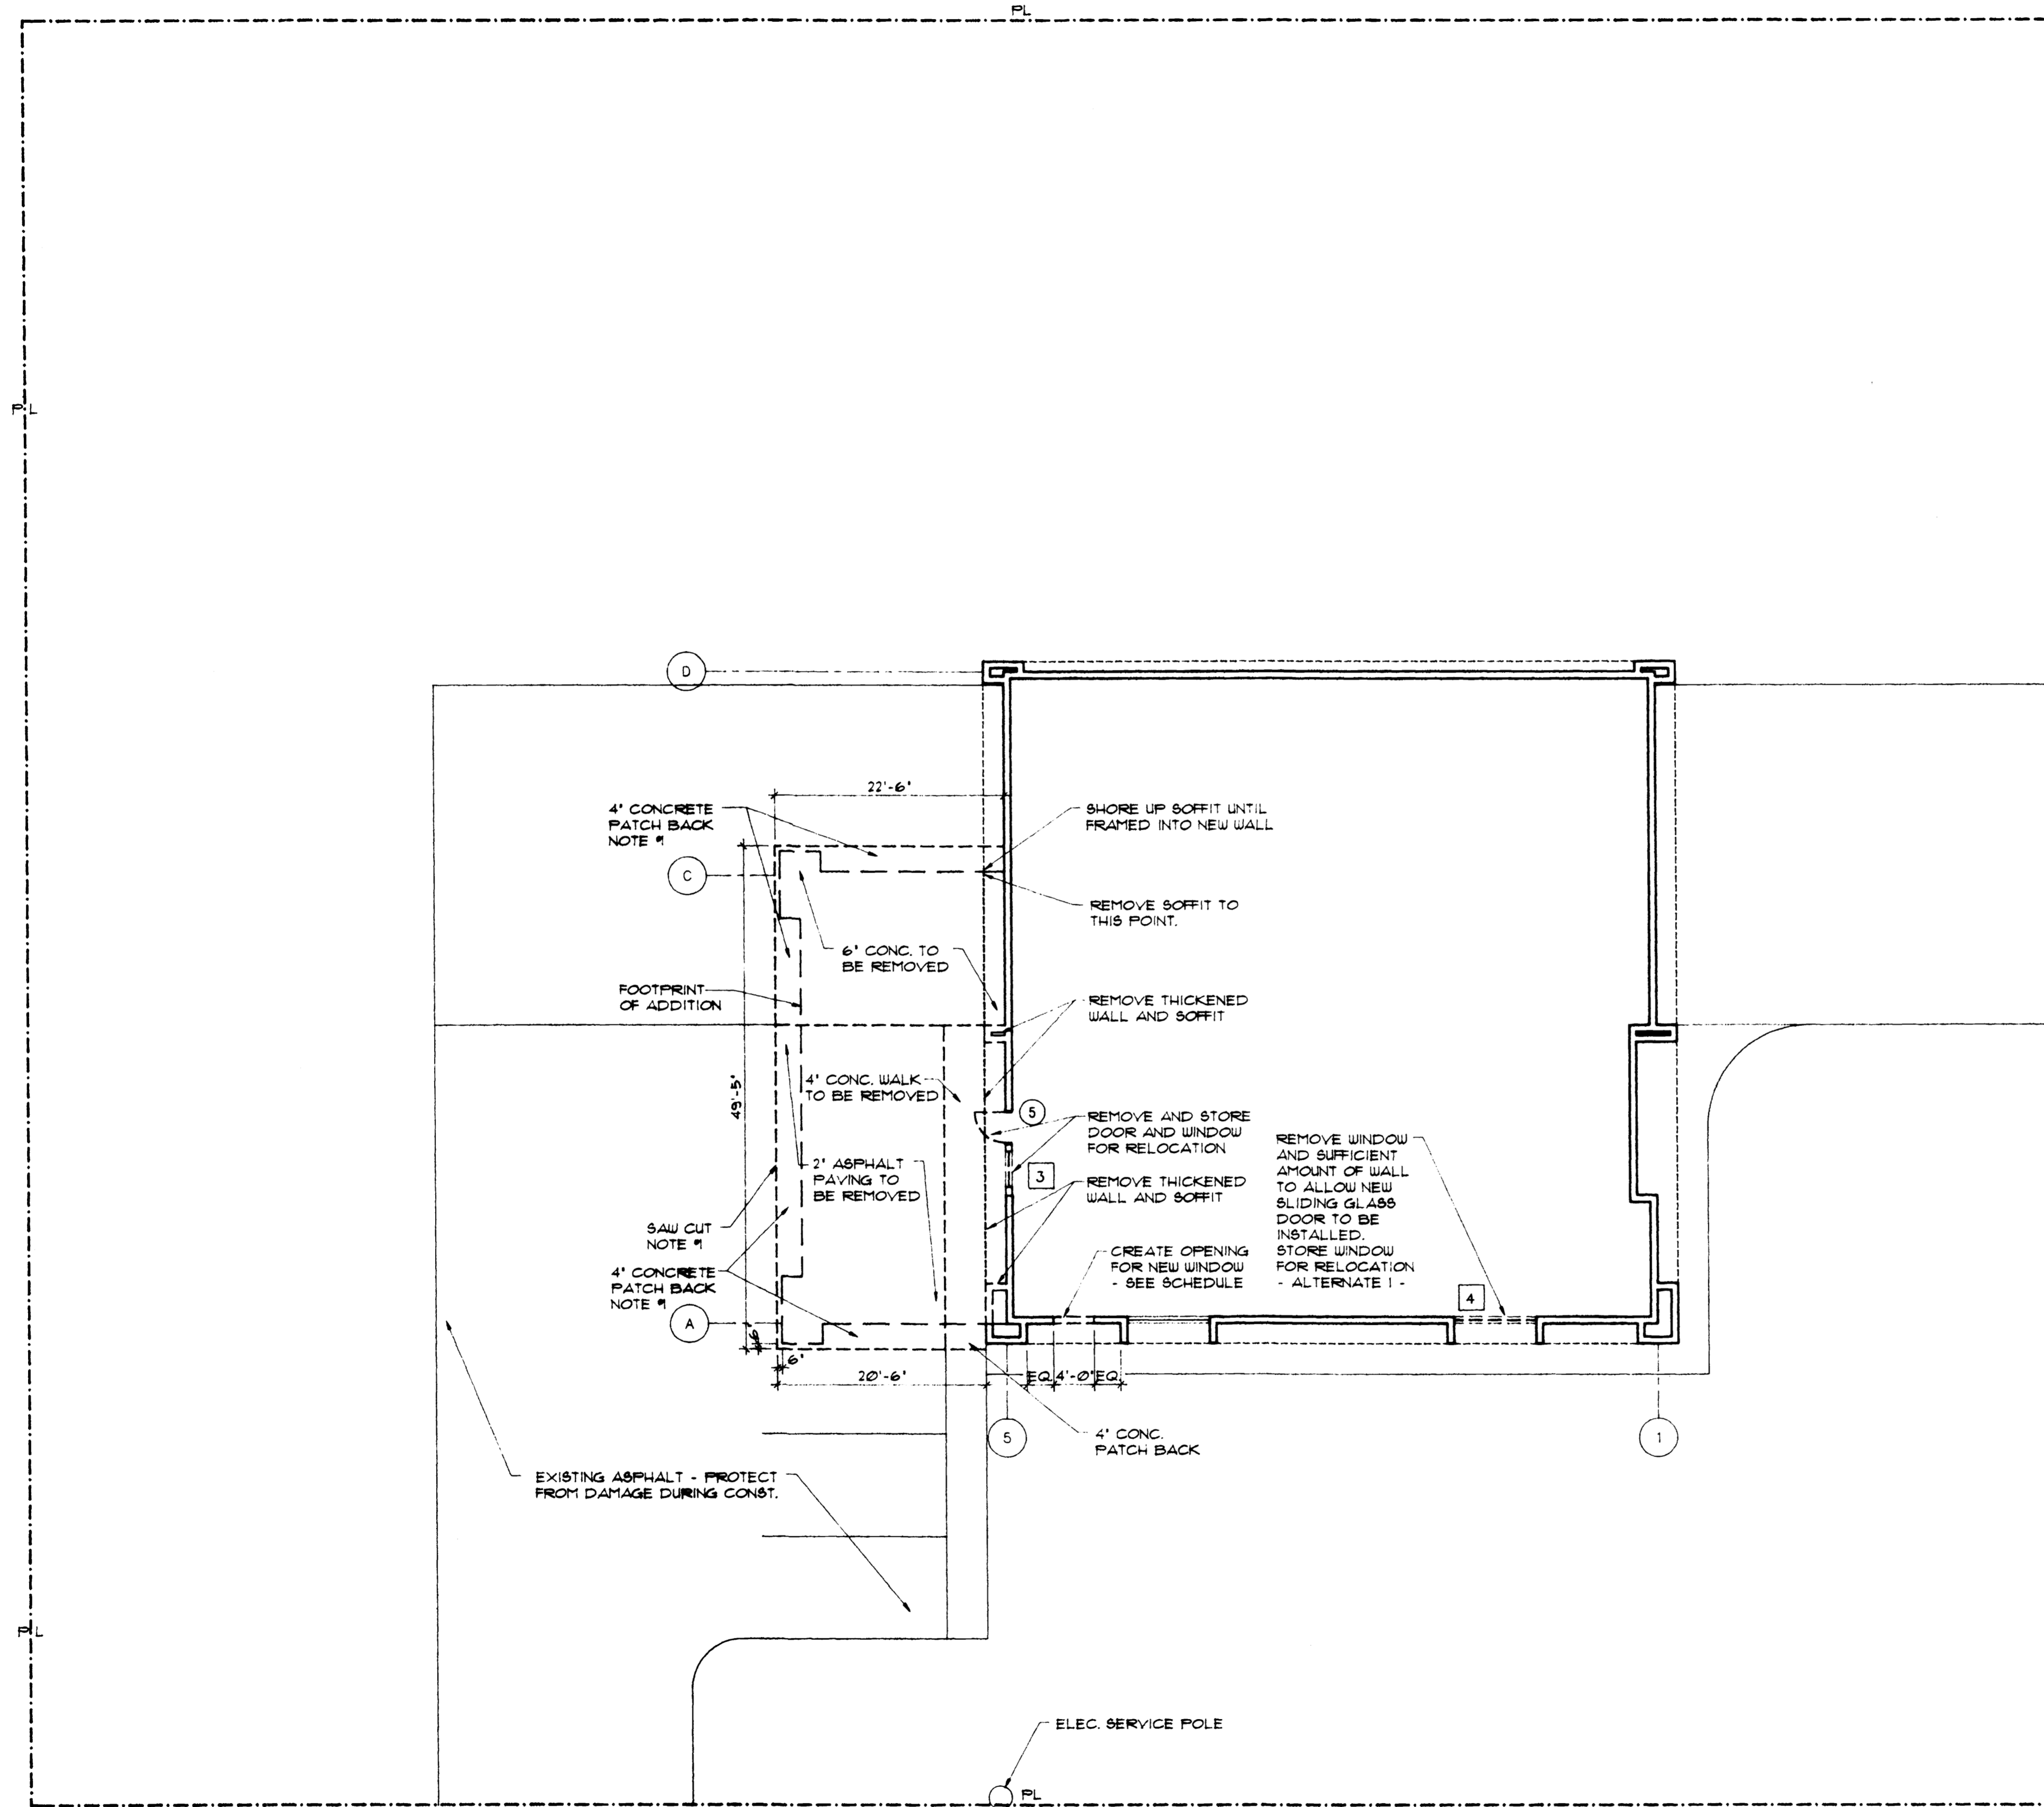 PL
PL
D
22'-6"
4" CONCRETE
PATCH BACK
NOTE #1
SHORE UP SOFFIT UNTIL
FRAMED INTO NEW WALL
C
REMOVE SOFFIT TO
THIS POINT.
6" CONC. TO
BE REMOVED
FOOTPRINT
OF ADDITION
REMOVE THICKENED
WALL AND SOFFIT
49'-5"
4" CONC. WALK
TO BE REMOVED
5
REMOVE AND STORE
DOOR AND WINDOW
FOR RELOCATION
3
2" ASPHALT
PAVING TO
BE REMOVED
REMOVE THICKENED
WALL AND SOFFIT
REMOVE WINDOW
AND SUFFICIENT
AMOUNT OF WALL
TO ALLOW NEW
SLIDING GLASS
DOOR TO BE
INSTALLED.
STORE WINDOW
FOR RELOCATION
- ALTERNATE 1 -
SAW CUT
NOTE #1
CREATE OPENING
FOR NEW WINDOW
- SEE SCHEDULE
4" CONCRETE
PATCH BACK
NOTE #1
4
A
6"
6"
20'-6"
EQ. 4'-0" EQ.
5
4" CONC.
PATCH BACK
1
EXISTING ASPHALT - PROTECT
FROM DAMAGE DURING CONST.
PL
ELEC. SERVICE POLE
PL